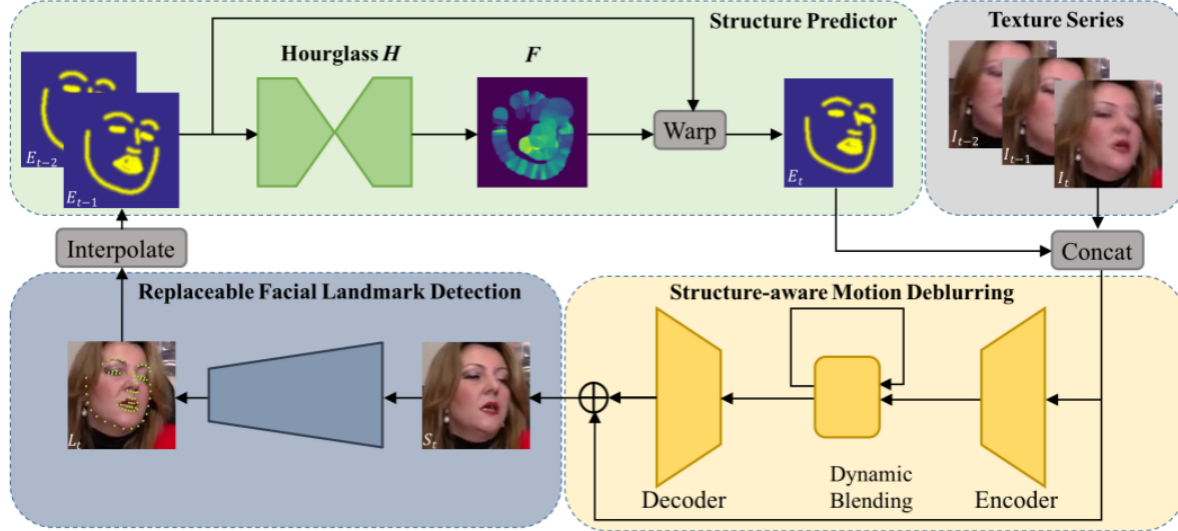 Structure Predictor
Texture Series
Hourglass H
F
E_{t-2}
E_{t-1}
Warp
E_t
I_{t-2}
I_{t-1}
I_t
Interpolate
Concat
Replaceable Facial Landmark Detection
Structure-aware Motion Deblurring
L_t
S_t
Decoder
Dynamic
Blending
Encoder